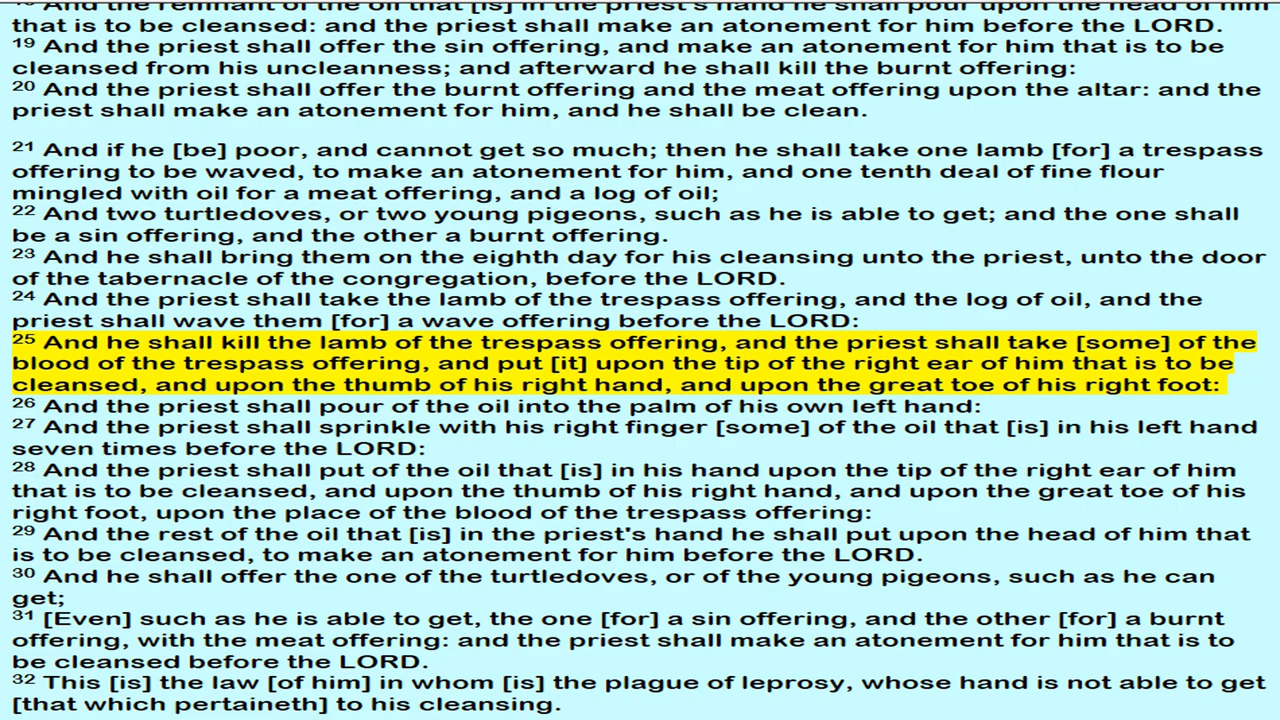 18 And the remnant of the oil that [is] in the priest's hand he shall pour upon the head of him
that is to be cleansed: and the priest shall make an atonement for him before the LORD.
19 And the priest shall offer the sin offering, and make an atonement for him that is to be
cleansed from his uncleanness; and afterward he shall kill the burnt offering:
20 And the priest shall offer the burnt offering and the meat offering upon the altar: and the
priest shall make an atonement for him, and he shall be clean.
21 And if he [be] poor, and cannot get so much; then he shall take one lamb [for] a trespass
offering to be waved, to make an atonement for him, and one tenth deal of fine flour
mingled with oil for a meat offering, and a log of oil;
22 And two turtledoves, or two young pigeons, such as he is able to get; and the one shall
be a sin offering, and the other a burnt offering.
23 And he shall bring them on the eighth day for his cleansing unto the priest, unto the door
of the tabernacle of the congregation, before the LORD.
24 And the priest shall take the lamb of the trespass offering, and the log of oil, and the
priest shall wave them [for] a wave offering before the LORD:
25 And he shall kill the lamb of the trespass offering, and the priest shall take [some] of the
blood of the trespass offering, and put [it] upon the tip of the right ear of him that is to be
cleansed, and upon the thumb of his right hand, and upon the great toe of his right foot:
26 And the priest shall pour of the oil into the palm of his own left hand:
27 And the priest shall sprinkle with his right finger [some] of the oil that [is] in his left hand
seven times before the LORD:
28 And the priest shall put of the oil that [is] in his hand upon the tip of the right ear of him
that is to be cleansed, and upon the thumb of his right hand, and upon the great toe of his
right foot, upon the place of the blood of the trespass offering:
29 And the rest of the oil that [is] in the priest's hand he shall put upon the head of him that
is to be cleansed, to make an atonement for him before the LORD.
30 And he shall offer the one of the turtledoves, or of the young pigeons, such as he can
get;
31 [Even] such as he is able to get, the one [for] a sin offering, and the other [for] a burnt
offering, with the meat offering: and the priest shall make an atonement for him that is to
be cleansed before the LORD.
32 This [is] the law [of him] in whom [is] the plague of leprosy, whose hand is not able to get
[that which pertaineth] to his cleansing.